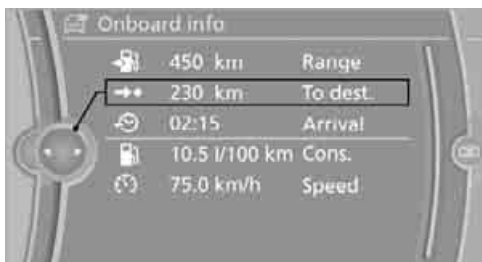 Onboard info
450 km Range
230 km To dest.
02:15 Arrival
10.5 l/100 km Cons.
75.0 km/h Speed